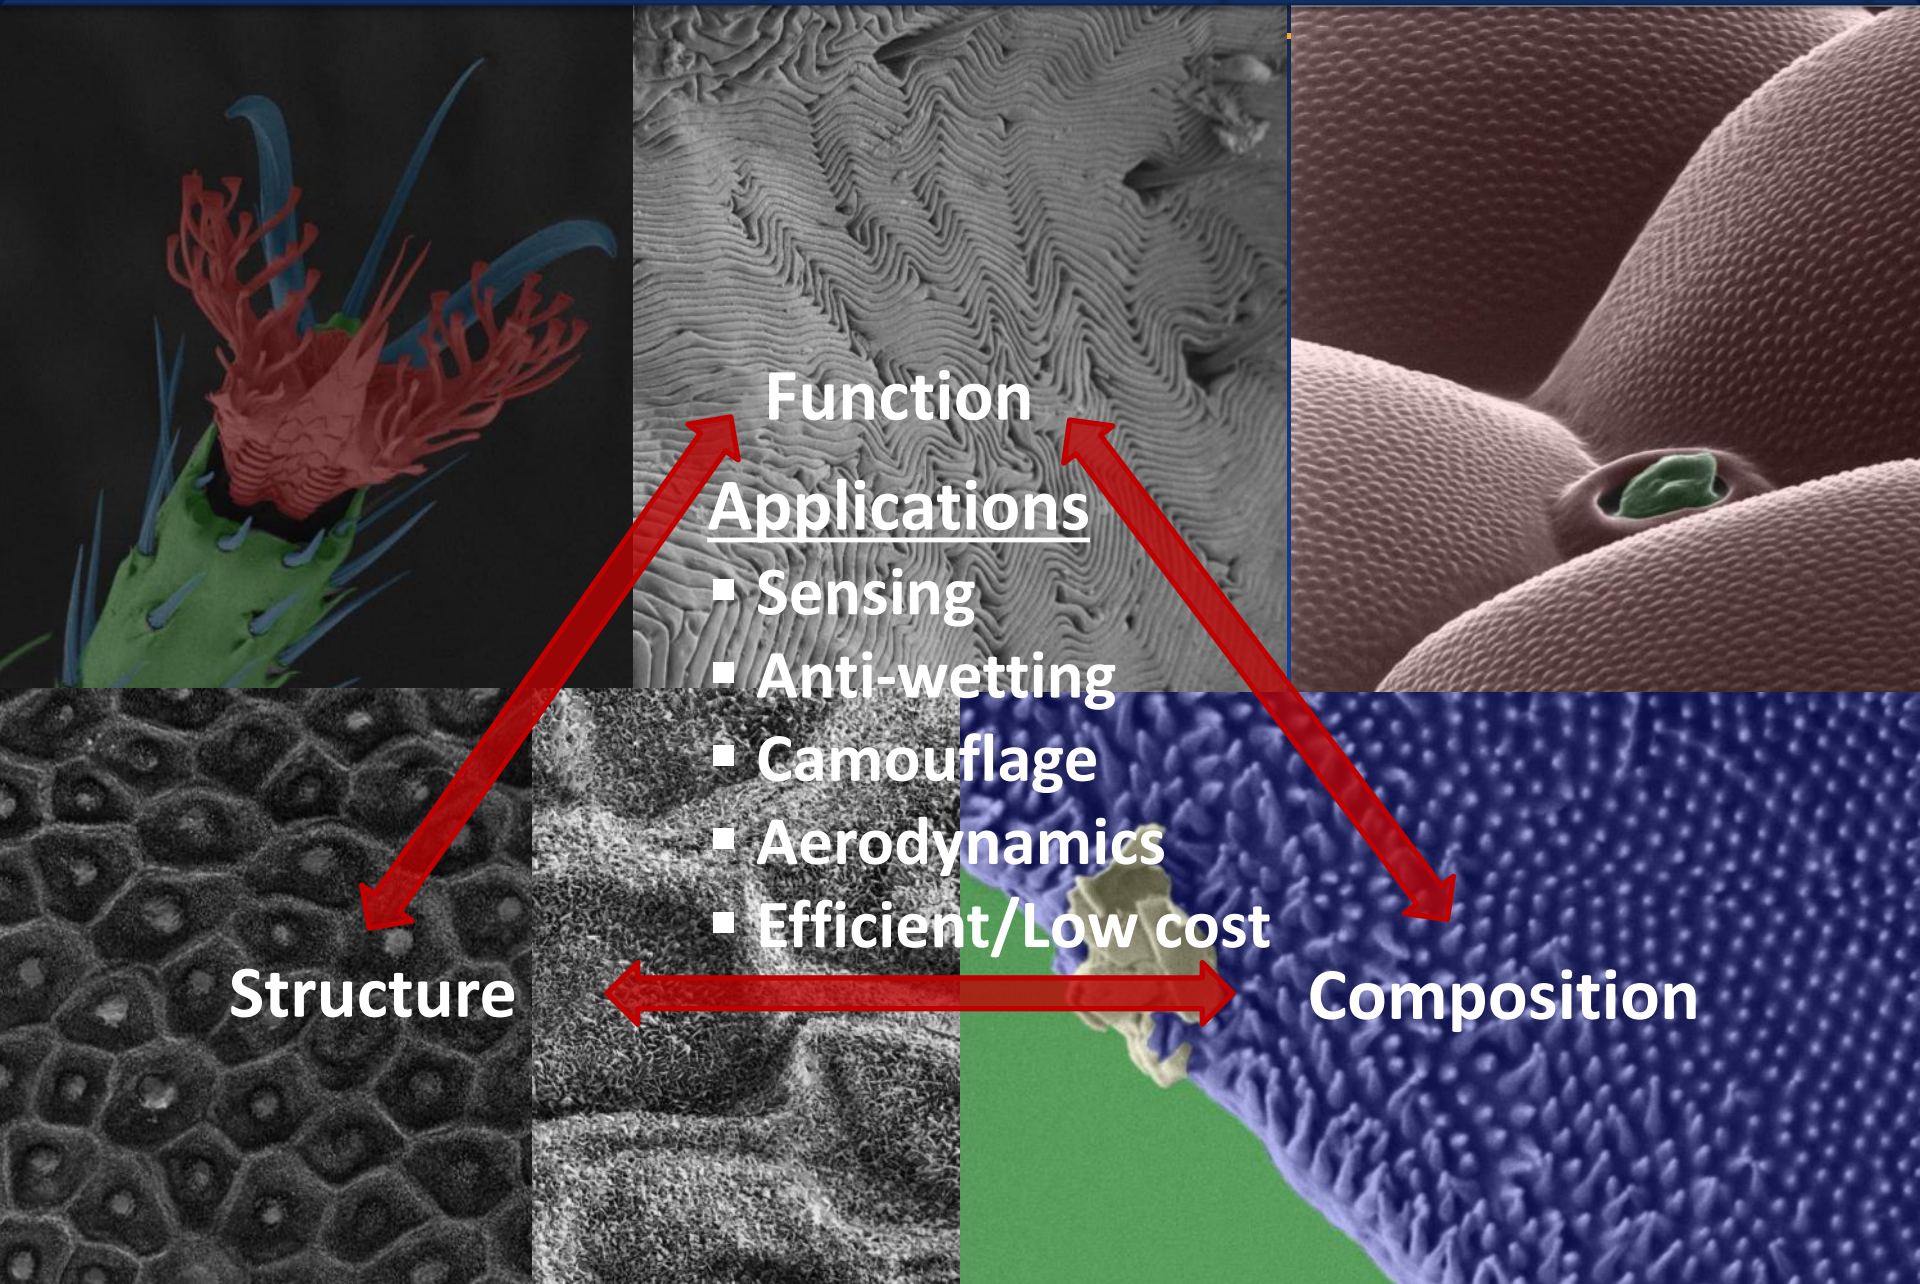 Function
Applications
▪ Sensing
▪ Anti-wetting
▪ Camouflage
▪ Aerodynamics
▪ Efficient/Low cost
Structure
Composition